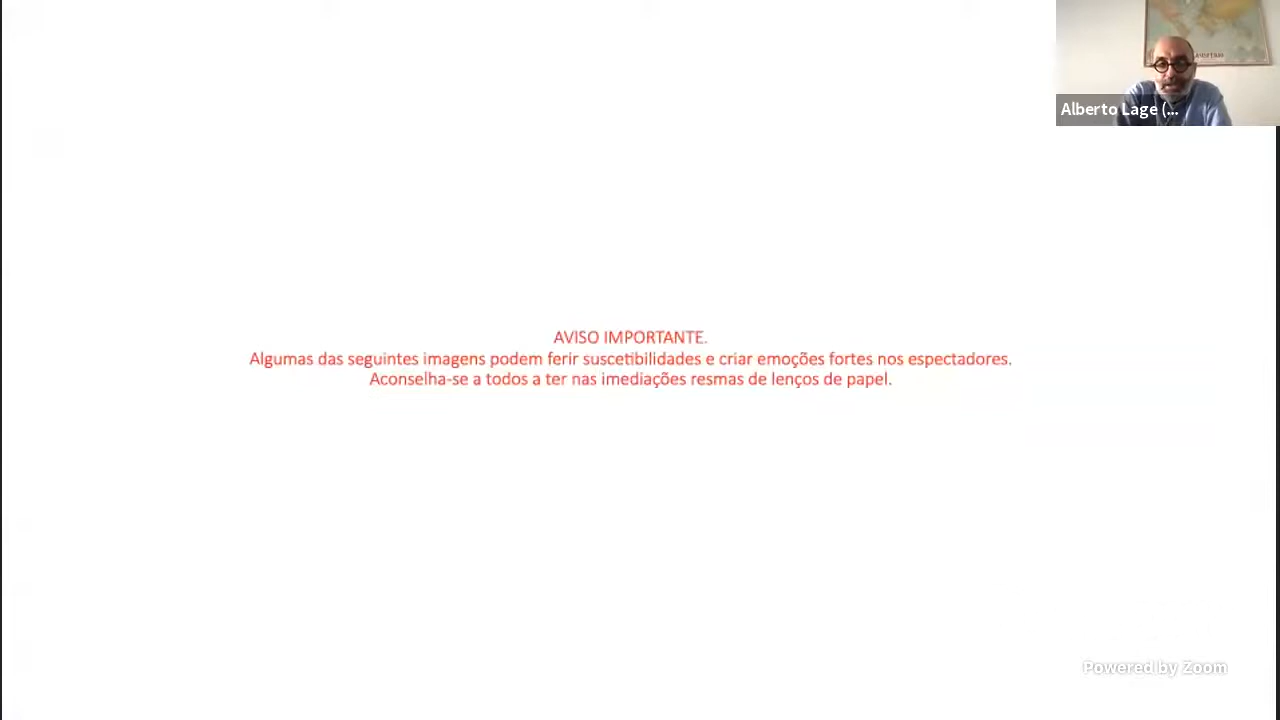 Alberto Lage (...
AVISO IMPORTANTE.
Algumas das seguintes imagens podem ferir suscetibilidades e criar emoções fortes nos espectadores.
Aconselha-se a todos a ter nas imediações resmas de lenços de papel.
Powered by Zoom